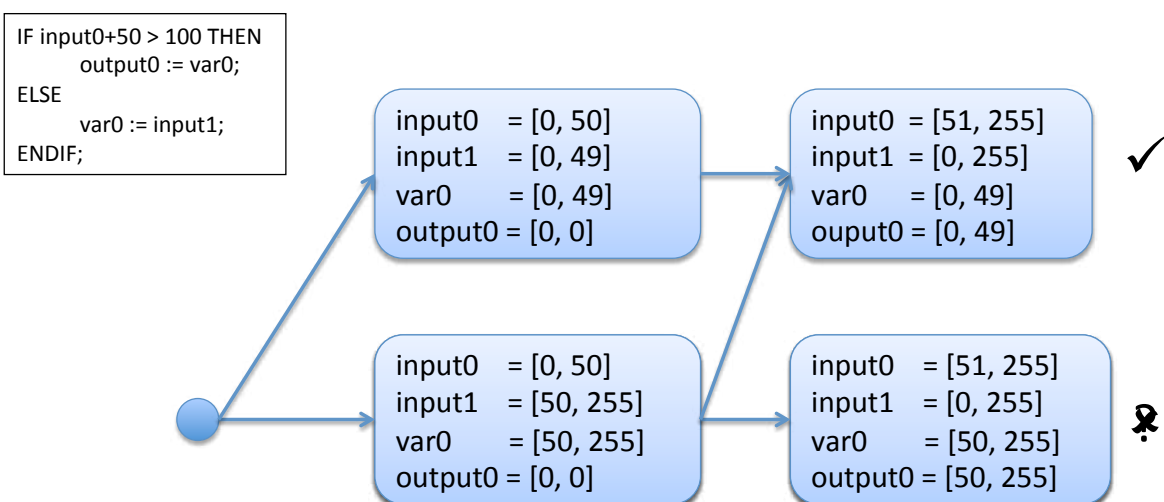 IF input0+50 > 100 THEN
output0 := var0;
ELSE
var0 := input1;
ENDIF;
input0 = [0, 50]
input1 = [0, 49]
var0 = [0, 49]
output0 = [0, 0]
input0 = [51, 255]
input1 = [0, 255]
var0 = [0, 49]
ouput0 = [0, 49]
input0 = [0, 50]
input1 = [50, 255]
var0 = [50, 255]
output0 = [0, 0]
input0 = [51, 255]
input1 = [0, 255]
var0 = [50, 255]
output0 = [50, 255]